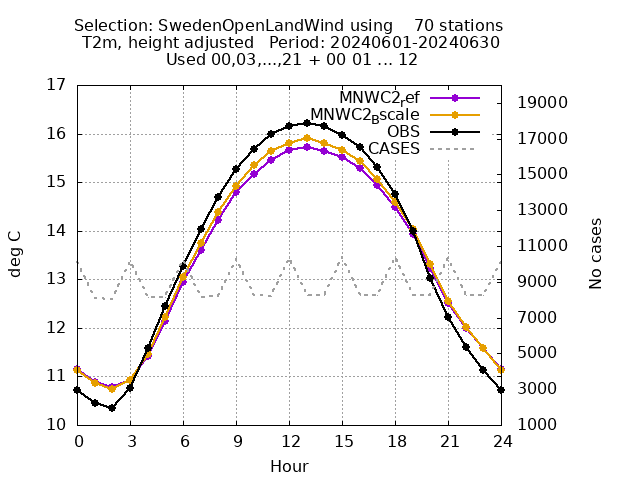 Selection: SwedenOpenLandWind using    70 stations
T2m, height adjusted   Period: 20240601-20240630
Used 00,03,...,21 + 00 01 ... 12
MNWC2ref
MNWC2Bscale
OBS
CASES
17
16
15
14
13
12
11
10
deg C
19000
17000
15000
13000
11000
9000
7000
5000
3000
1000
No cases
0 3 6 9 12 15 18 21 24
Hour